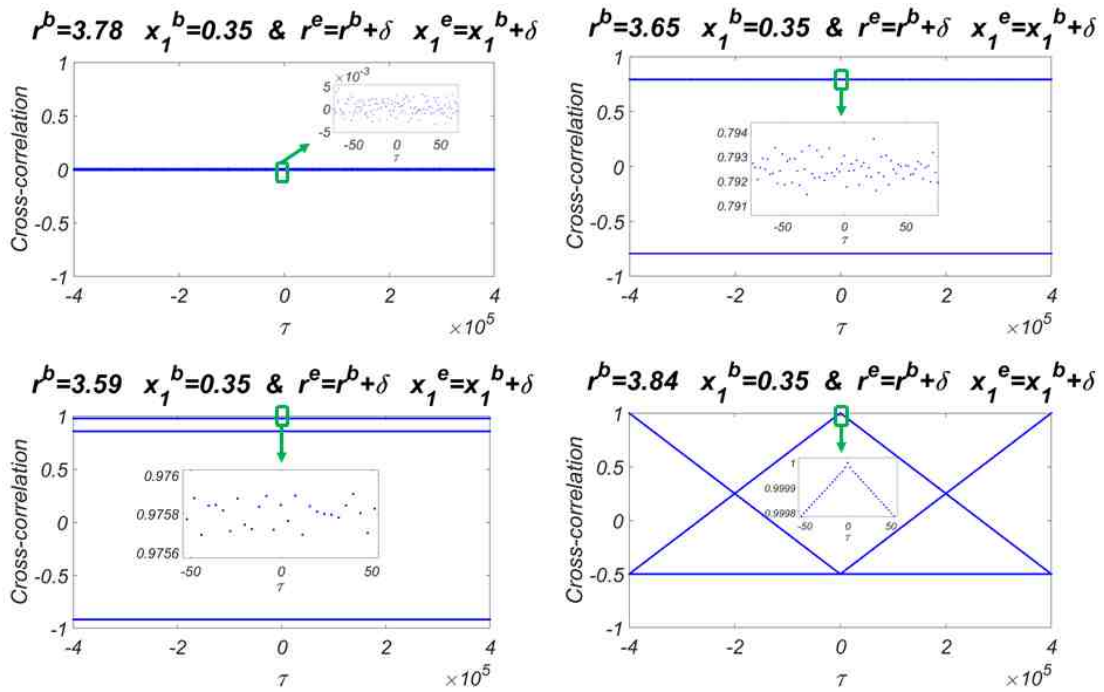 r^b=3.78 x_1^b=0.35 & r^e=r^b+δ x_1^e=x_1^b+δ
1
0.5
0
-0.5
-1
Cross-correlation
×10^-3
5
0
-5
-50 0 50
τ
-4 -2 0 2 4
τ
×10^5
r^b=3.65 x_1^b=0.35 & r^e=r^b+δ x_1^e=x_1^b+δ
1
0.5
0
-0.5
-1
Cross-correlation
0.794
0.793
0.792
0.791
-50 0 50
τ
-4 -2 0 2 4
τ
×10^5
r^b=3.59 x_1^b=0.35 & r^e=r^b+δ x_1^e=x_1^b+δ
1
0.5
0
-0.5
-1
Cross-correlation
0.976
0.9758
0.9756
-50 0 50
τ
-4 -2 0 2 4
τ
×10^5
r^b=3.84 x_1^b=0.35 & r^e=r^b+δ x_1^e=x_1^b+δ
1
0.5
0
-0.5
-1
Cross-correlation
1
0.9999
0.9998
-50 0 50
τ
-4 -2 0 2 4
τ
×10^5